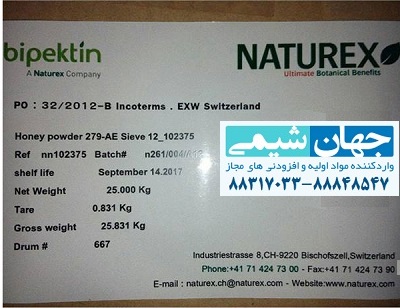 bipektin
A Naturex Company
NATUREX
Ultimate Botanical Benefits
PO : 32/2012-B Incoterms . EXW Switzerland
Honey powder 279-AE Sieve 12_102375
Ref nn102375 Batch# n261/004/
shelf life September 14.2017
Net Weight 25.000 Kg
Tare 0.831 Kg
Gross weight 25.831 Kg
Drum # 667
جهان شیمی
واردکننده مواد اولیه و افزودنی های مجاز
۸۸۳۱۷۰۳۳-۸۸۸۴۸۵۴۷
Industriestrasse 8,CH-9220 Bischofszell,Switzerland
Phone:+41 71 424 73 00 - Fax:+41 71 424 73 90
E-mail : naturex.ch@naturex.com - Website:www.naturex.com